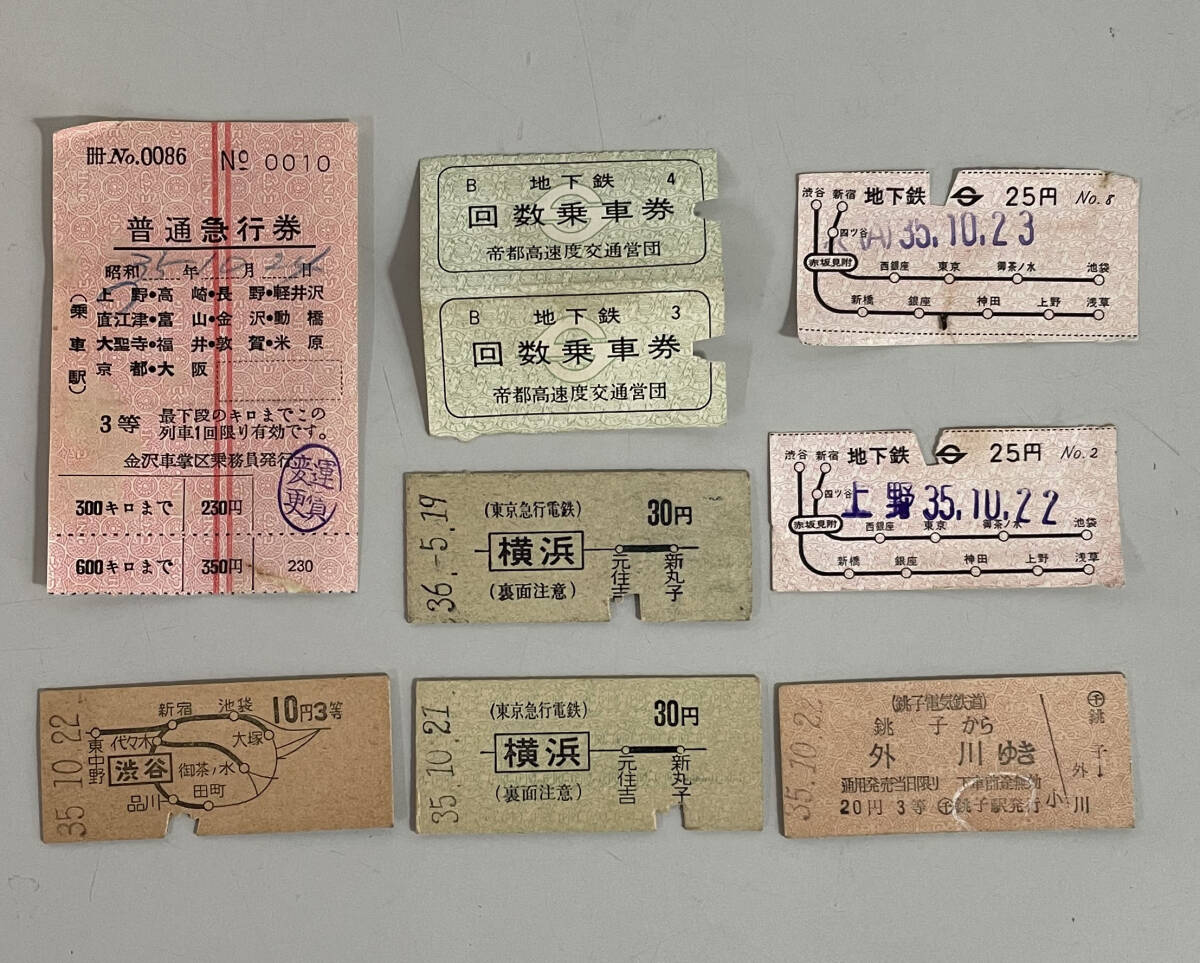 冊No.0086 No 0010
普通急行券
昭和35年10月 日
(乗車駅)
上野・高崎・長野・軽井沢
直江津・富山・金沢・動橋
大聖寺・福井・敦賀・米原
京都・大阪
3等 最下段のキロまでこの
列車1回限り有効です。
金沢車掌区乗務員発行
運賃変更
300キロまで 230円
600キロまで 350円 230
B 地下鉄 4
回数乗車券
帝都高速度交通営団
B 地下鉄 3
回数乗車券
帝都高速度交通営団
渋谷 新宿 地下鉄 25円 No.8
四ツ谷 35.10.23
赤坂見附 西銀座 東京 御茶ノ水 池袋
新橋 銀座 神田 上野 浅草
渋谷 新宿 地下鉄 25円 No.2
四ツ谷 上野 35.10.22
赤坂見附 西銀座 東京 御茶ノ水 池袋
新橋 銀座 神田 上野 浅草
36.-5.19
(東京急行電鉄) 30円
横浜 元住吉 新丸子
(裏面注意)
35.10.22
新宿 池袋 10円3等
東中野 代々木 大塚
渋谷 御茶ノ水
品川 田町
35.10.21
(東京急行電鉄) 30円
横浜 元住吉 新丸子
(裏面注意)
35.10.22
(銚子電気鉄道)
銚子から
外川ゆき
通用発売当日限り 下車前途無効
20円 3等 ㋠銚子駅発行
㋠銚子
↓
外川
小